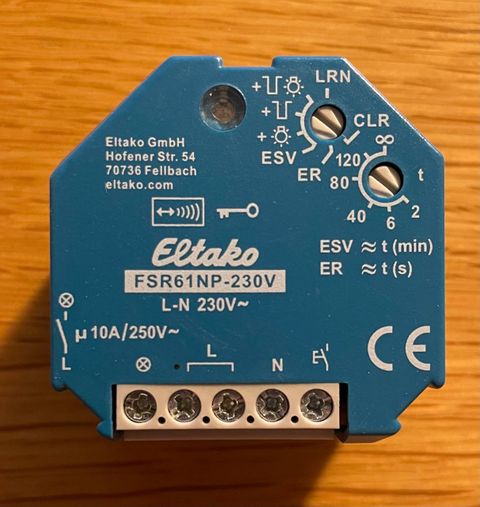 LRN
+
+
CLR
+
ESV
120
∞
ER
80
t
40
6
2
Eltako GmbH
Hofener Str. 54
70736 Fellbach
eltako.com
Eltako
FSR61NP-230V
L-N 230V~
ESV ≈ t (min)
ER ≈ t (s)
µ 10A/250V~
L
CE
L
N